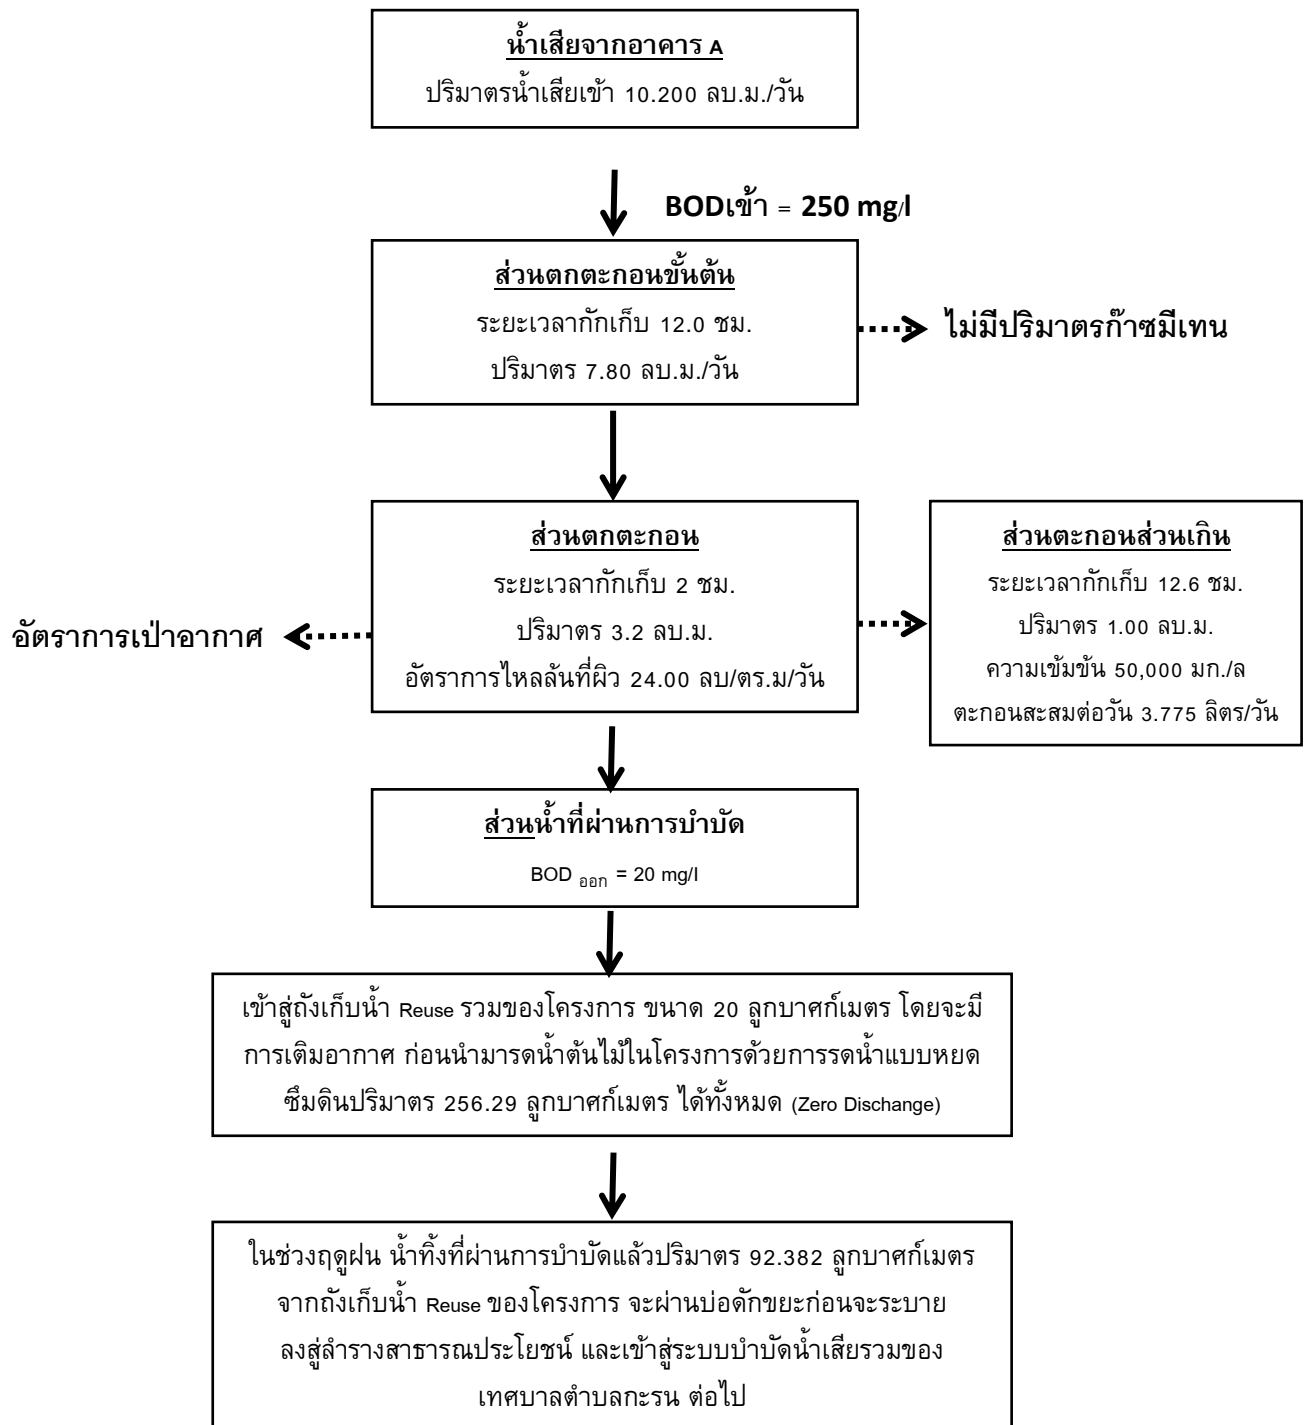 น้ำเสียจากอาคาร A
ปริมาตรน้ำเสียเข้า 10.200 ลบ.ม./วัน
BODเข้า = 250 mg/l
ส่วนตกตะกอนขั้นต้น
ระยะเวลากักเก็บ 12.0 ชม.
ปริมาตร 7.80 ลบ.ม./วัน
ไม่มีปริมาตรก๊าซมีเทน
ส่วนตกตะกอน
ระยะเวลากักเก็บ 2 ชม.
ปริมาตร 3.2 ลบ.ม.
อัตราการไหลล้นที่ผิว 24.00 ลบ/ตร.ม/วัน
อัตราการเป่าอากาศ
ส่วนตะกอนส่วนเกิน
ระยะเวลากักเก็บ 12.6 ชม.
ปริมาตร 1.00 ลบ.ม.
ความเข้มข้น 50,000 มก./ล
ตะกอนสะสมต่อวัน 3.775 ลิตร/วัน
ส่วนน้ำที่ผ่านการบำบัด
BOD ออก = 20 mg/l
เข้าสู่ถังเก็บน้ำ Reuse รวมของโครงการ ขนาด 20 ลูกบาศก์เมตร โดยจะมี
การเติมอากาศ ก่อนนำมารดน้ำต้นไม้ในโครงการด้วยการรดน้ำแบบหยด
ซึมดินปริมาตร 256.29 ลูกบาศก์เมตร ได้ทั้งหมด (Zero Dischange)
ในช่วงฤดูฝน น้ำทิ้งที่ผ่านการบำบัดแล้วปริมาตร 92.382 ลูกบาศก์เมตร
จากถังเก็บน้ำ Reuse ของโครงการ จะผ่านบ่อดักขยะก่อนจะระบาย
ลงสู่ลำรางสาธารณประโยชน์ และเข้าสู่ระบบบำบัดน้ำเสียรวมของ
เทศบาลตำบลกะรน ต่อไป